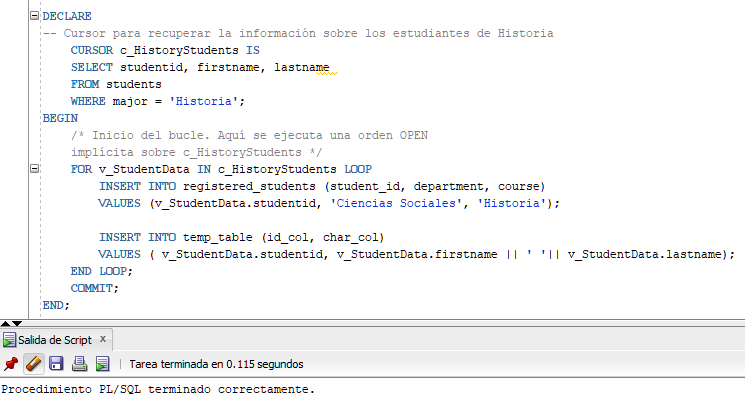 DECLARE
-- Cursor para recuperar la información sobre los estudiantes de Historia
CURSOR c_HistoryStudents IS
SELECT studentid, firstname, lastname
FROM students
WHERE major = 'Historia';
BEGIN
/* Inicio del bucle. Aquí se ejecuta una orden OPEN
implícita sobre c_HistoryStudents */
FOR v_StudentData IN c_HistoryStudents LOOP
INSERT INTO registered_students (student_id, department, course)
VALUES (v_StudentData.studentid, 'Ciencias Sociales', 'Historia');
INSERT INTO temp_table (id_col, char_col)
VALUES ( v_StudentData.studentid, v_StudentData.firstname || ' '|| v_StudentData.lastname);
END LOOP;
COMMIT;
END;
Salida de Script x
Tarea terminada en 0.115 segundos
Procedimiento PL/SQL terminado correctamente.